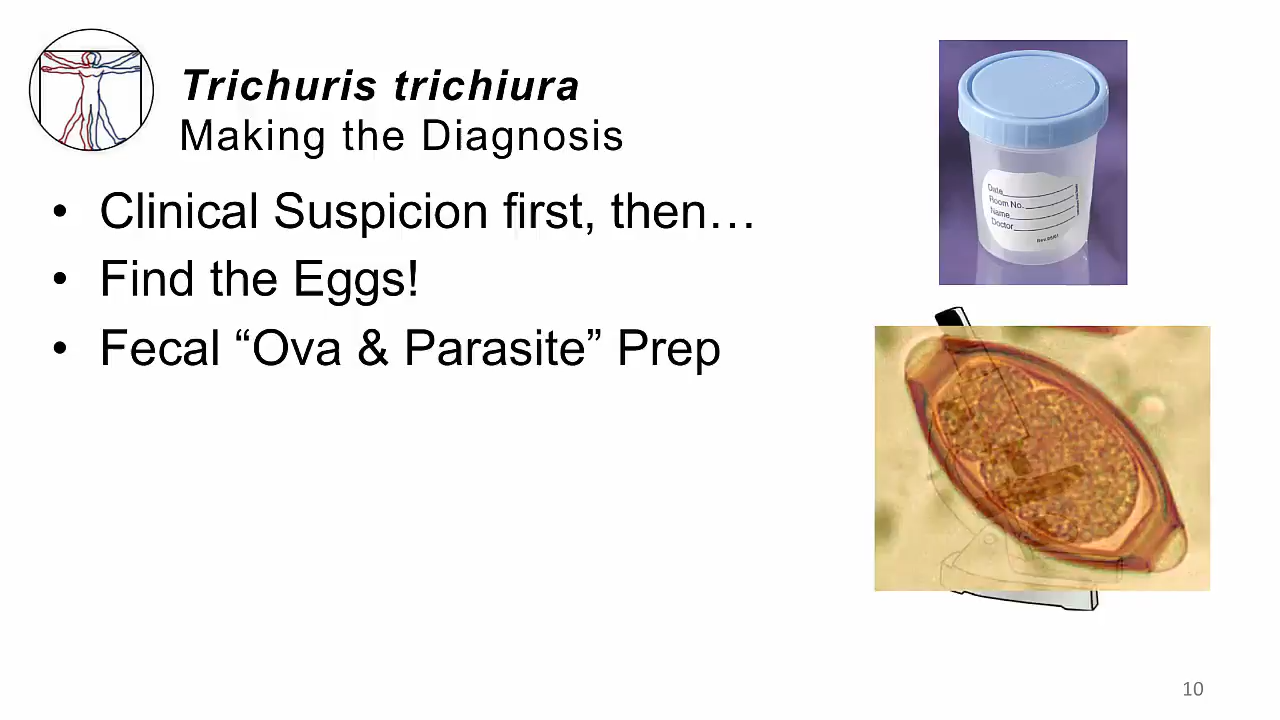 Trichuris trichiura
Making the Diagnosis
• Clinical Suspicion first, then…
• Find the Eggs!
• Fecal “Ova & Parasite” Prep
Date
Room No.
Name
Doctor
10